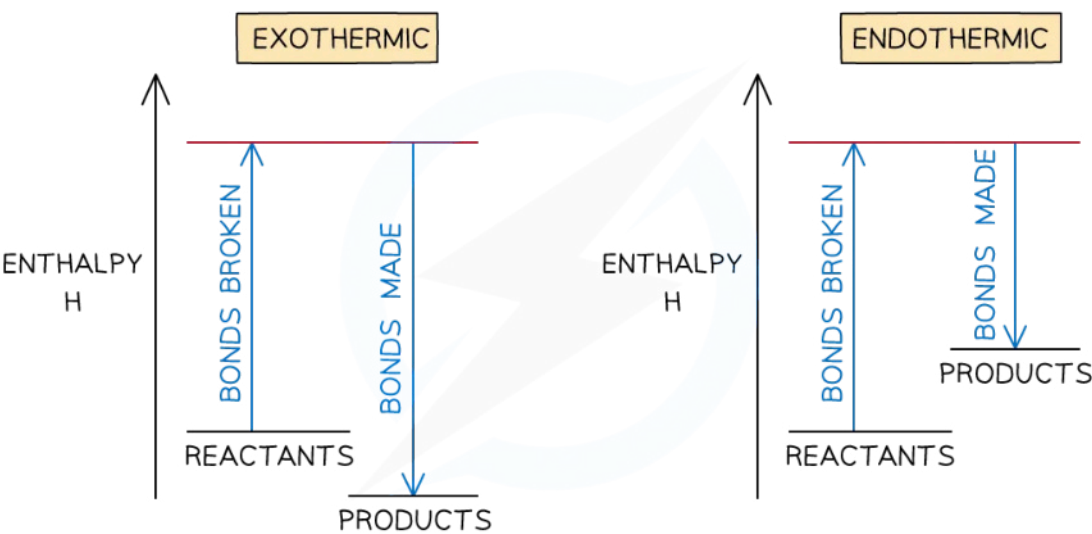 EXOTHERMIC
ENTHALPY
H
BONDS BROKEN
BONDS MADE
REACTANTS
PRODUCTS
ENDOTHERMIC
ENTHALPY
H
BONDS BROKEN
BONDS MADE
PRODUCTS
REACTANTS